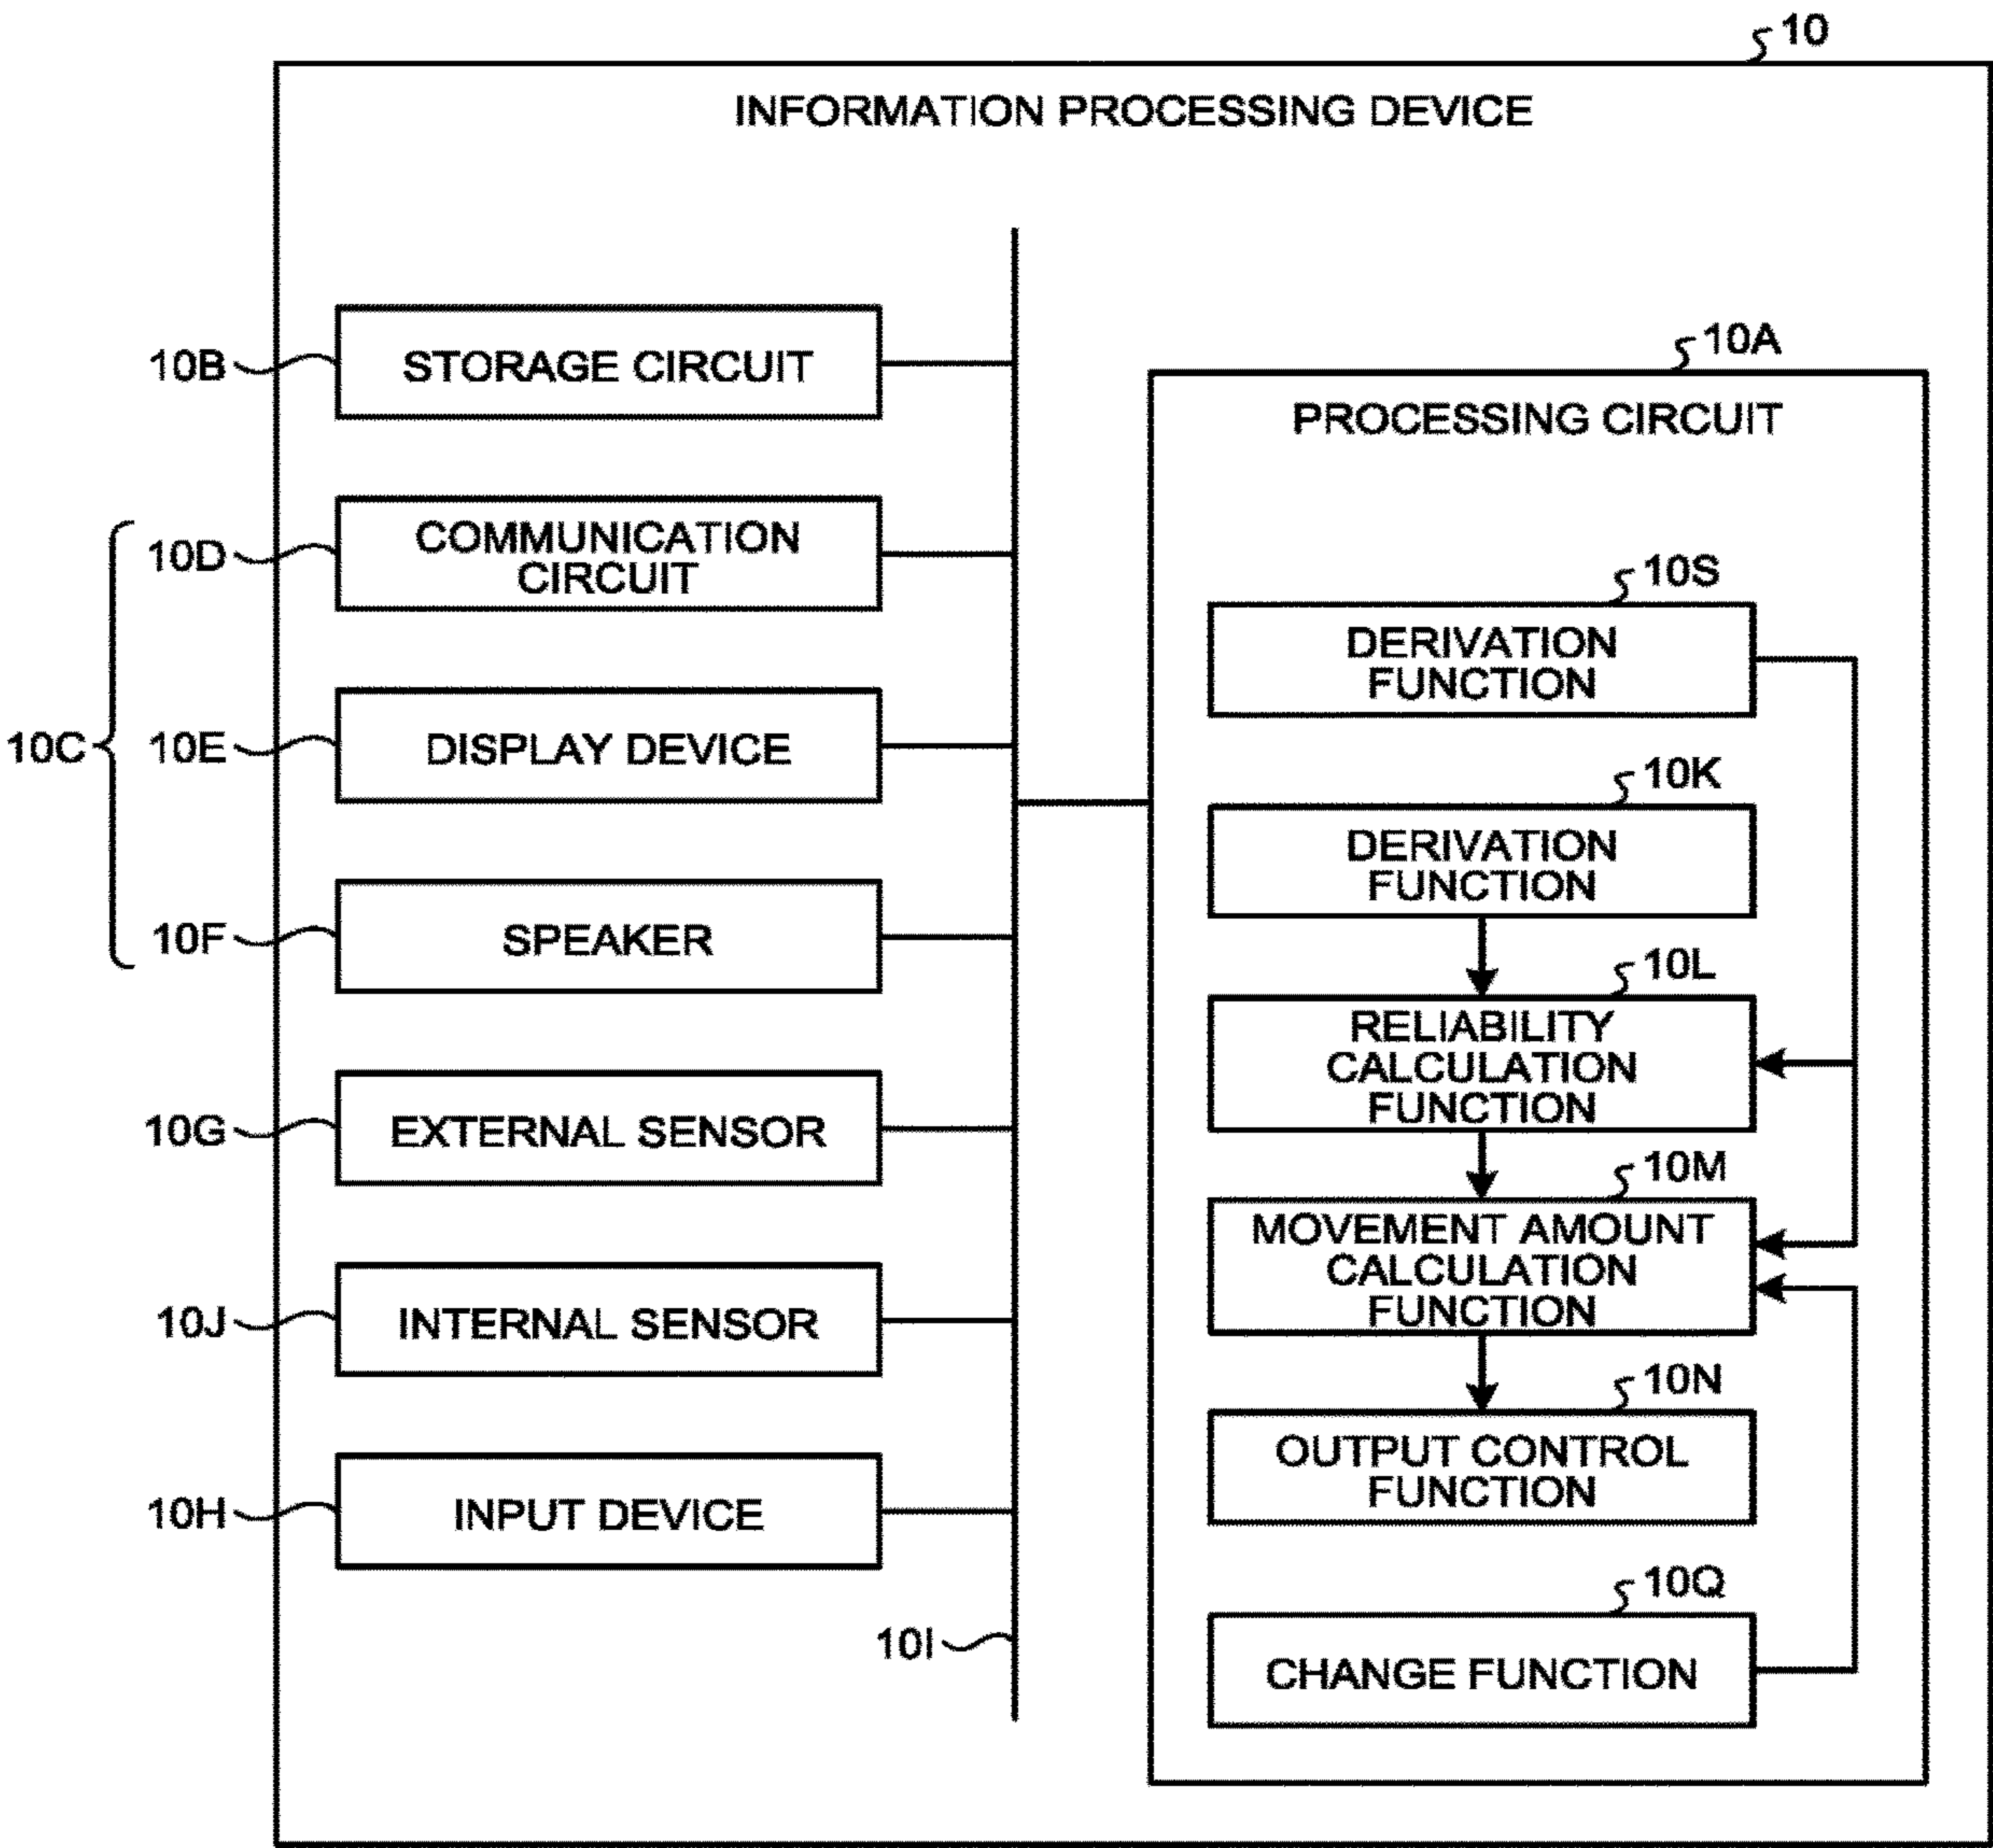 10
INFORMATION PROCESSING DEVICE
10B
STORAGE CIRCUIT
10C
10D
COMMUNICATION
CIRCUIT
10E
DISPLAY DEVICE
10F
SPEAKER
10G
EXTERNAL SENSOR
10J
INTERNAL SENSOR
10H
INPUT DEVICE
10I
10A
PROCESSING CIRCUIT
10S
DERIVATION
FUNCTION
10K
DERIVATION
FUNCTION
10L
RELIABILITY
CALCULATION
FUNCTION
10M
MOVEMENT AMOUNT
CALCULATION
FUNCTION
10N
OUTPUT CONTROL
FUNCTION
10Q
CHANGE FUNCTION